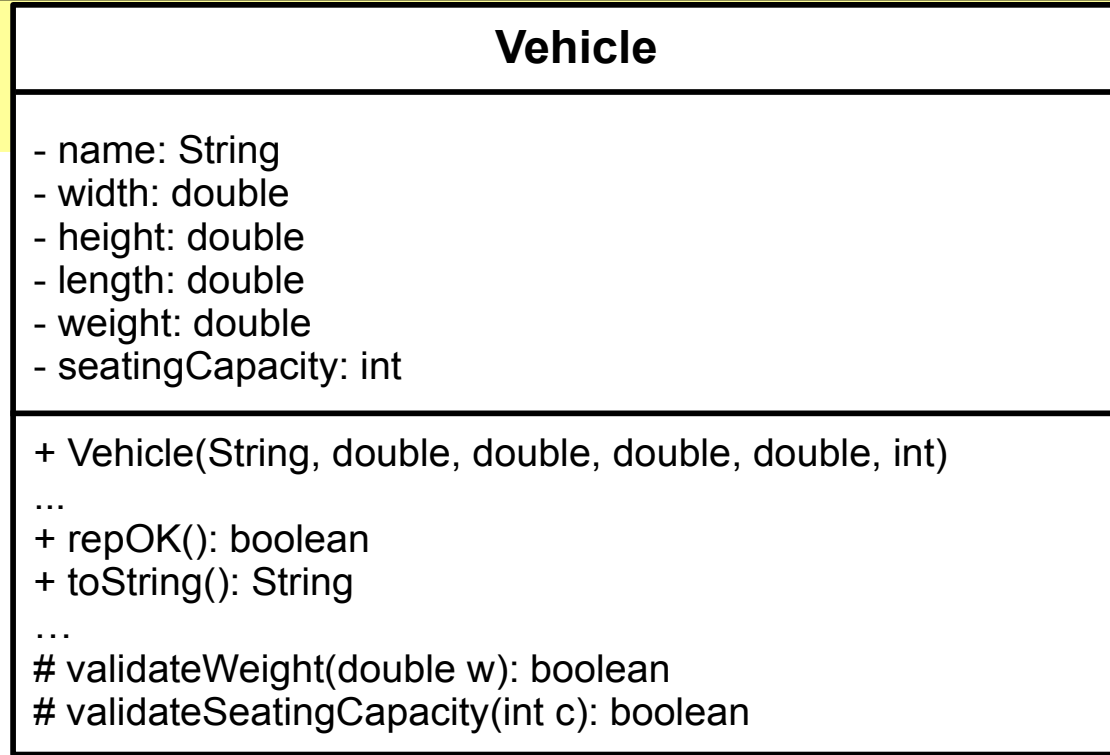 Vehicle
- name: String
- width: double
- height: double
- length: double
- weight: double
- seatingCapacity: int
+ Vehicle(String, double, double, double, double, int)
...
+ repOK(): boolean
+ toString(): String
…
# validateWeight(double w): boolean
# validateSeatingCapacity(int c): boolean